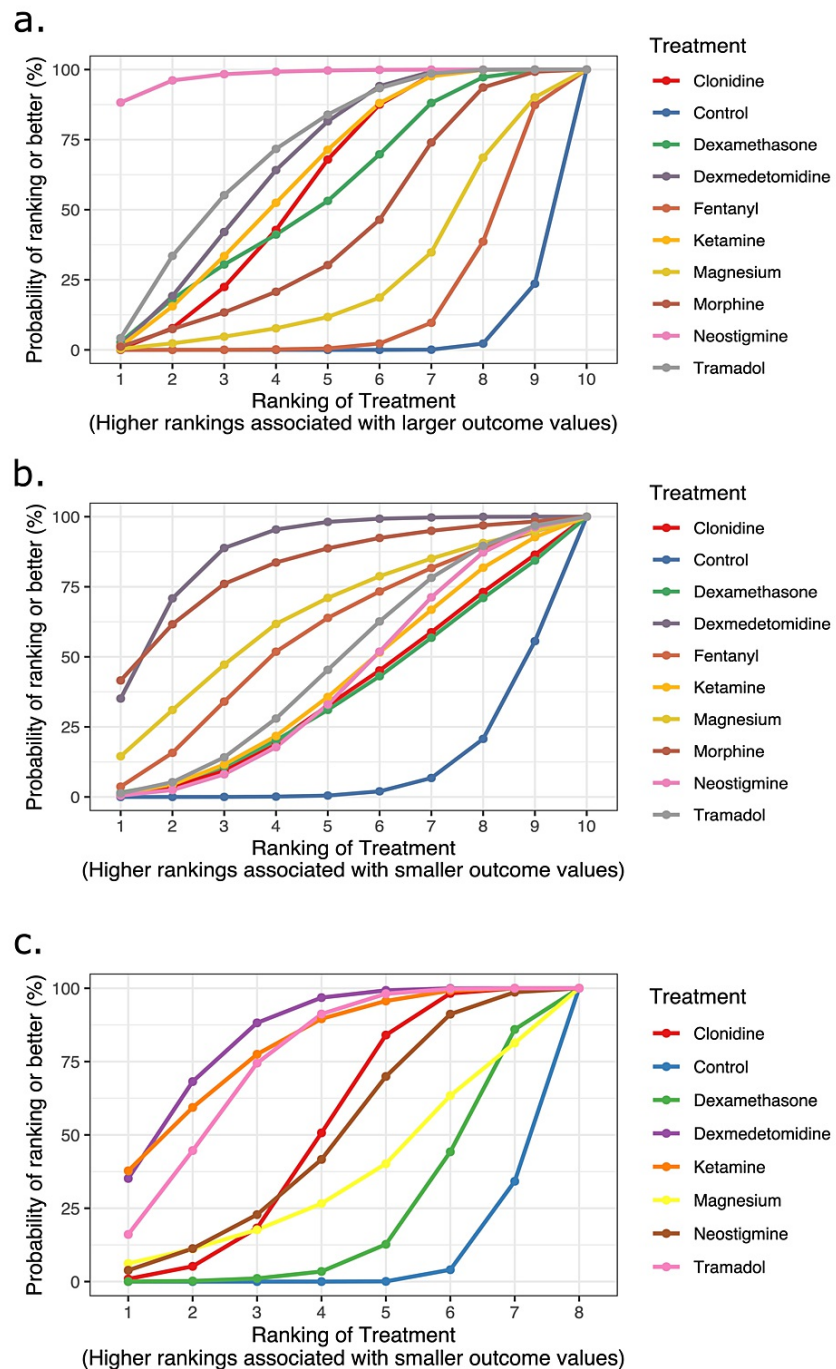 a.
Probability of ranking or better (%)
100
75
50
25
0
1 2 3 4 5 6 7 8 9 10
Ranking of Treatment
(Higher rankings associated with larger outcome values)
Treatment
Clonidine
Control
Dexamethasone
Dexmedetomidine
Fentanyl
Ketamine
Magnesium
Morphine
Neostigmine
Tramadol
b.
Probability of ranking or better (%)
100
75
50
25
0
1 2 3 4 5 6 7 8 9 10
Ranking of Treatment
(Higher rankings associated with smaller outcome values)
Treatment
Clonidine
Control
Dexamethasone
Dexmedetomidine
Fentanyl
Ketamine
Magnesium
Morphine
Neostigmine
Tramadol
c.
Probability of ranking or better (%)
100
75
50
25
0
1 2 3 4 5 6 7 8
Ranking of Treatment
(Higher rankings associated with smaller outcome values)
Treatment
Clonidine
Control
Dexamethasone
Dexmedetomidine
Ketamine
Magnesium
Neostigmine
Tramadol